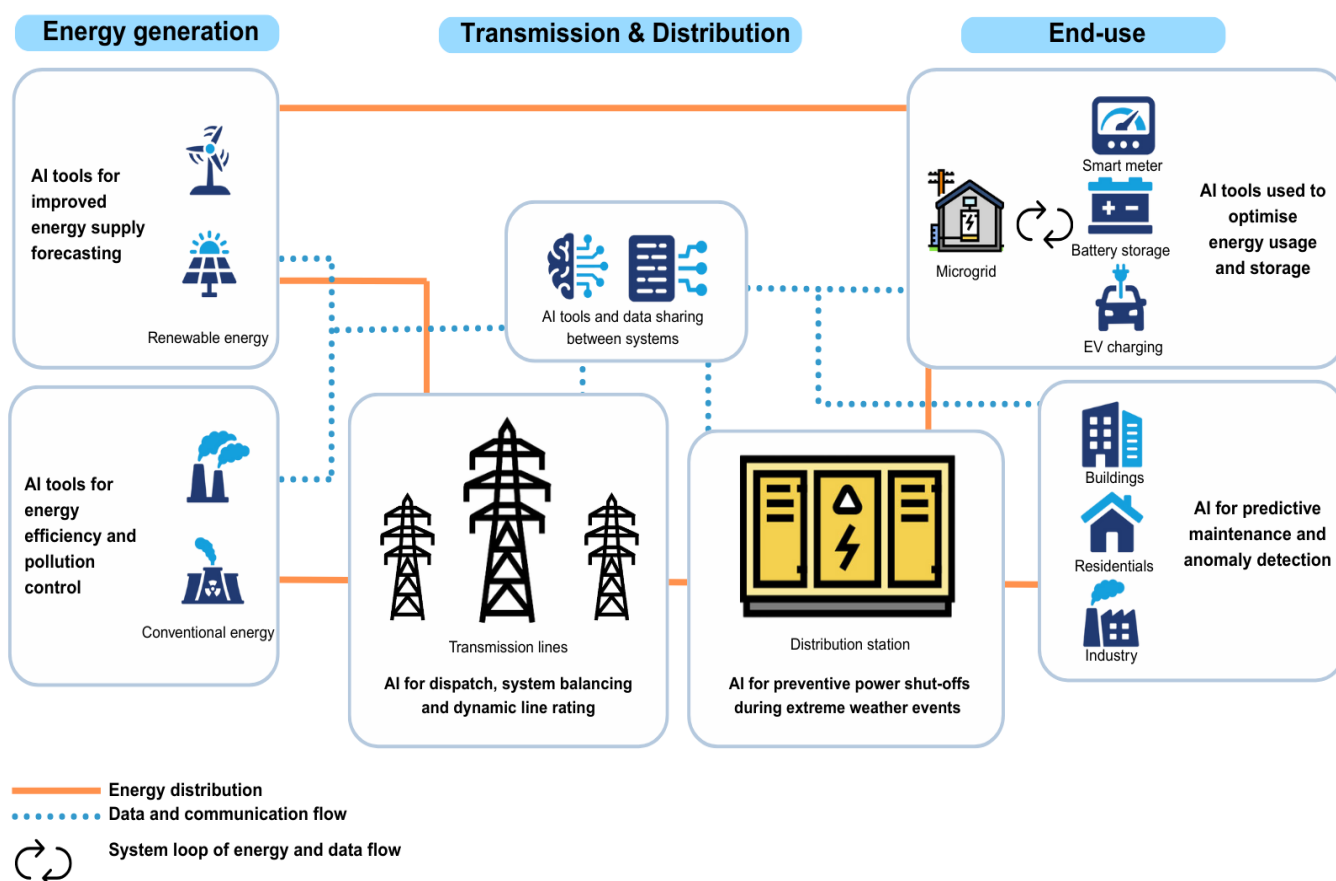 Energy generation
Transmission & Distribution
End-use
AI tools for
improved
energy supply
forecasting
Renewable energy
AI tools for
energy
efficiency and
pollution
control
Conventional energy
AI tools and data sharing
between systems
Transmission lines
AI for dispatch, system balancing
and dynamic line rating
Distribution station
AI for preventive power shut-offs
during extreme weather events
Smart meter
Microgrid
Battery storage
EV charging
AI tools used to
optimise
energy usage
and storage
Buildings
Residentials
Industry
AI for predictive
maintenance and
anomaly detection
Energy distribution
Data and communication flow
System loop of energy and data flow